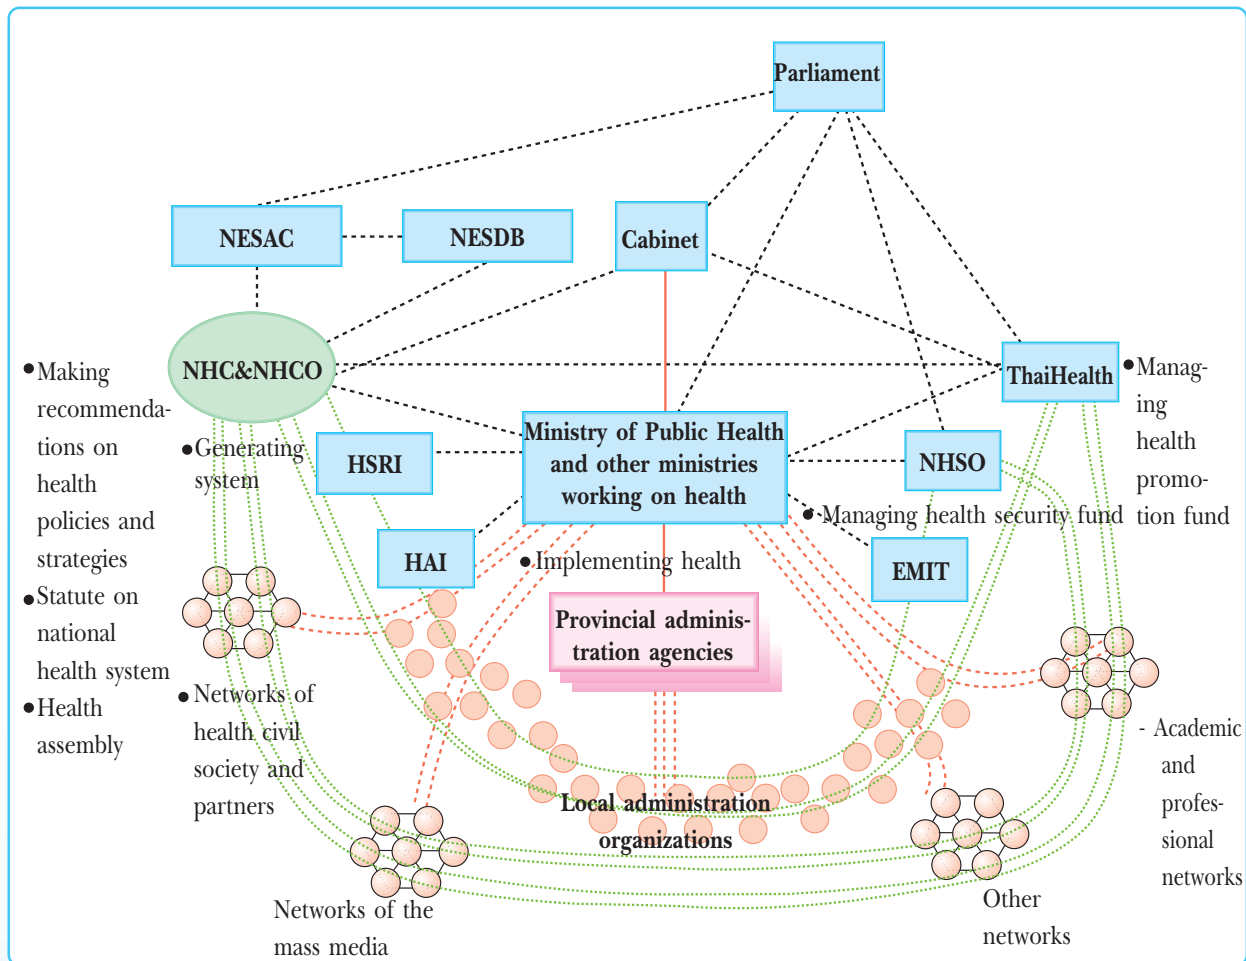 Parliament
NESAC
NESDB
Cabinet
NHC&NHCO
ThaiHealth
● Making
recommenda-
tions on
health
policies and
strategies
● Statute on
national
health system
● Health
assembly
● Generating
system
HSRI
HAI
Ministry of Public Health
and other ministries
working on health
NHSO
● Manag-
ing
health
promo-
tion fund
● Managing health security fund
EMIT
● Implementing health
Provincial adminis-
tration agencies
● Networks of
health civil
society and
partners
Local administration
organizations
- Academic
and
profes-
sional
networks
Networks of the
mass media
Other
networks